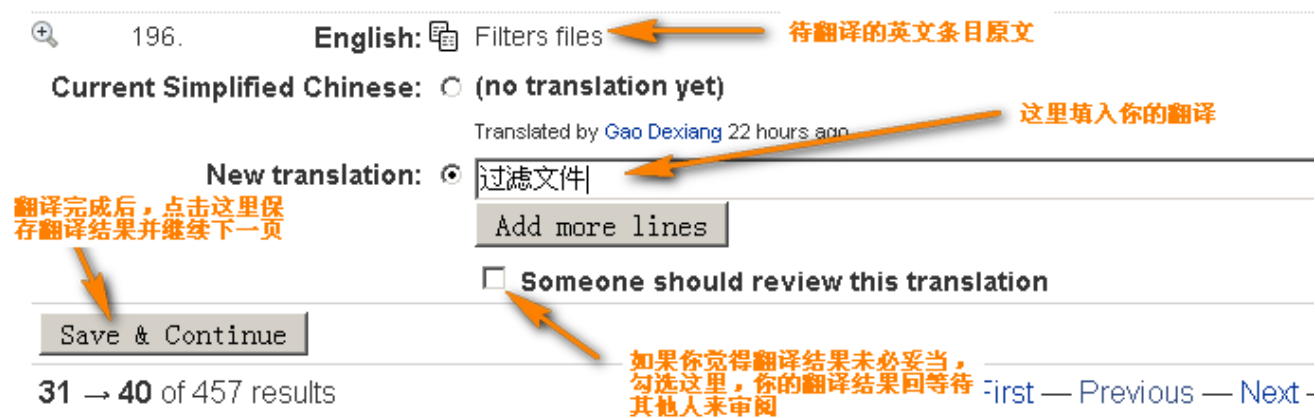 196. English: Filters files 待翻译的英文条目原文
Current Simplified Chinese: (no translation yet)
Translated by Gao Dexiang 22 hours ago
这里填入你的翻译
New translation: 过滤文件
翻译完成后，点击这里保
存翻译结果并继续下一页
Add more lines
Someone should review this translation
Save & Continue
如果你觉得翻译结果未必妥当，
勾选这里，你的翻译结果回等待
其他人来审阅
31 → 40 of 457 results
First — Previous — Next -